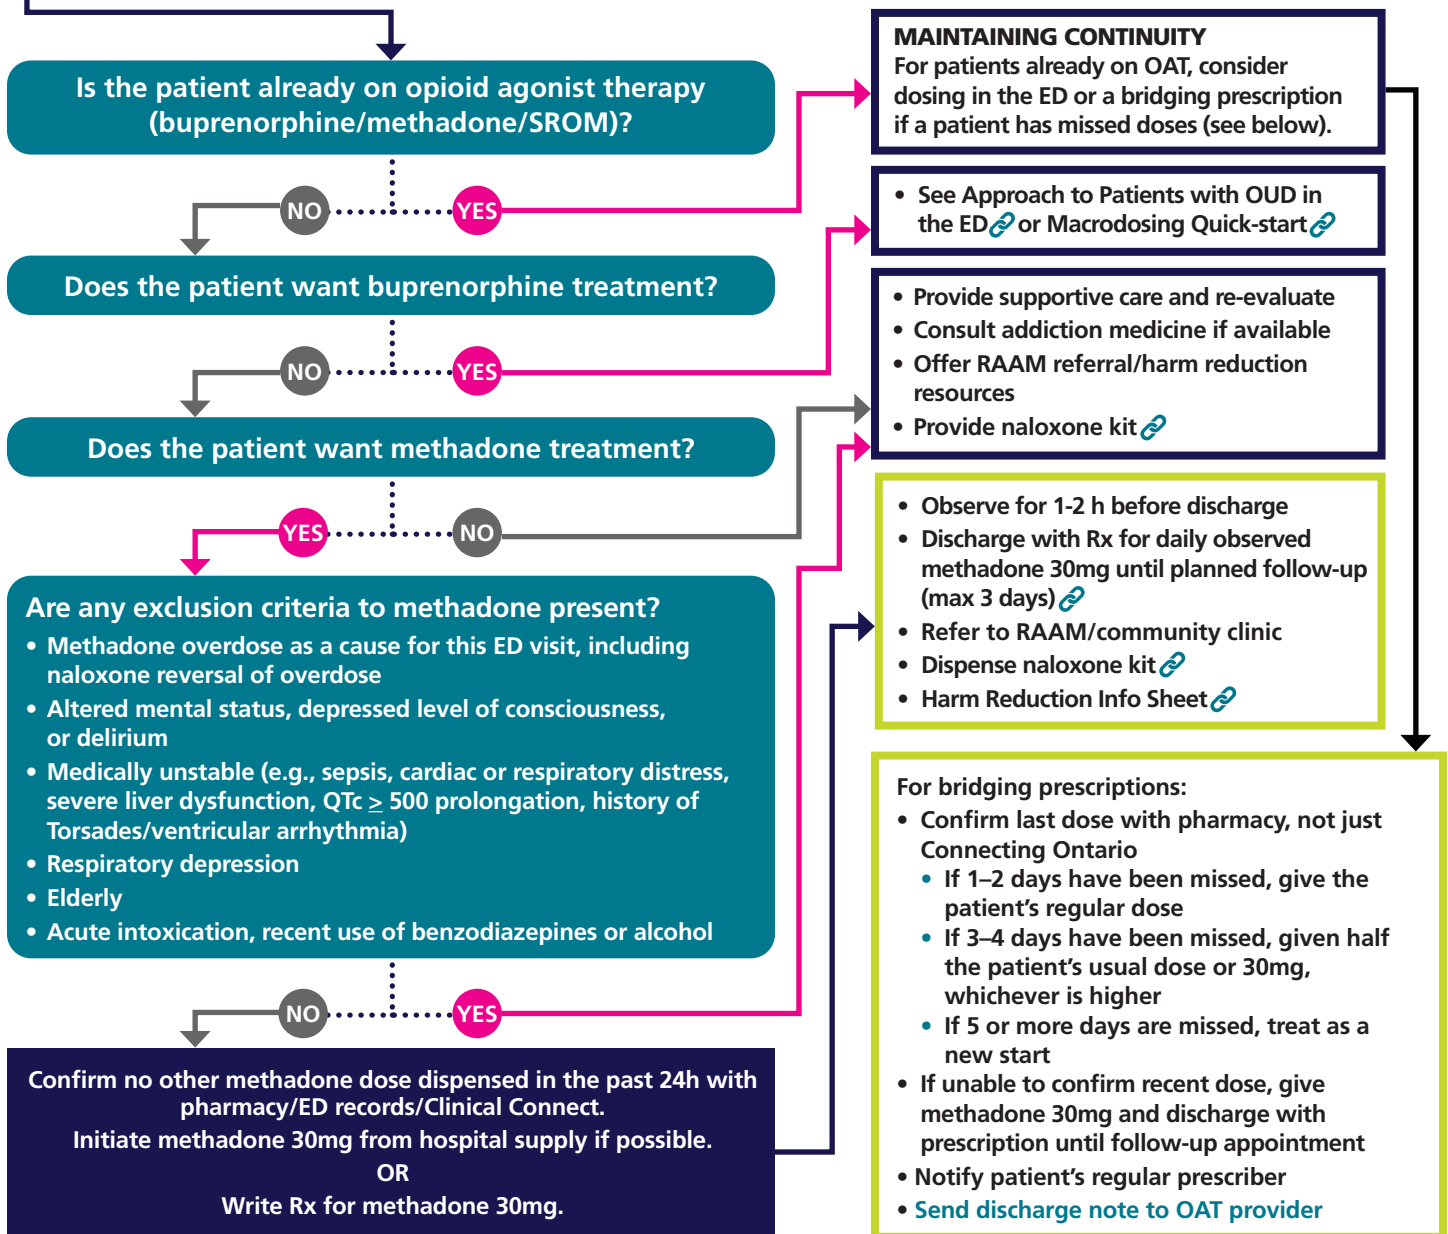 Is the patient already on opioid agonist therapy
(buprenorphine/methadone/SROM)?
NO
YES
MAINTAINING CONTINUITY
For patients already on OAT, consider
dosing in the ED or a bridging prescription
if a patient has missed doses (see below).
Does the patient want buprenorphine treatment?
NO
YES
• See Approach to Patients with OUD in
the ED or Macrodosing Quick-start
Does the patient want methadone treatment?
YES
NO
• Provide supportive care and re-evaluate
• Consult addiction medicine if available
• Offer RAAM referral/harm reduction
resources
• Provide naloxone kit
Are any exclusion criteria to methadone present?
• Methadone overdose as a cause for this ED visit, including
naloxone reversal of overdose
• Altered mental status, depressed level of consciousness,
or delirium
• Medically unstable (e.g., sepsis, cardiac or respiratory distress,
severe liver dysfunction, QTc ≥ 500 prolongation, history of
Torsades/ventricular arrhythmia)
• Respiratory depression
• Elderly
• Acute intoxication, recent use of benzodiazepines or alcohol
NO
YES
Confirm no other methadone dose dispensed in the past 24h with
pharmacy/ED records/Clinical Connect.
Initiate methadone 30mg from hospital supply if possible.
OR
Write Rx for methadone 30mg.
• Observe for 1-2 h before discharge
• Discharge with Rx for daily observed
methadone 30mg until planned follow-up
(max 3 days)
• Refer to RAAM/community clinic
• Dispense naloxone kit
• Harm Reduction Info Sheet
For bridging prescriptions:
• Confirm last dose with pharmacy, not just
Connecting Ontario
• If 1–2 days have been missed, give the
patient's regular dose
• If 3–4 days have been missed, given half
the patient's usual dose or 30mg,
whichever is higher
• If 5 or more days are missed, treat as a
new start
• If unable to confirm recent dose, give
methadone 30mg and discharge with
prescription until follow-up appointment
• Notify patient's regular prescriber
• Send discharge note to OAT provider